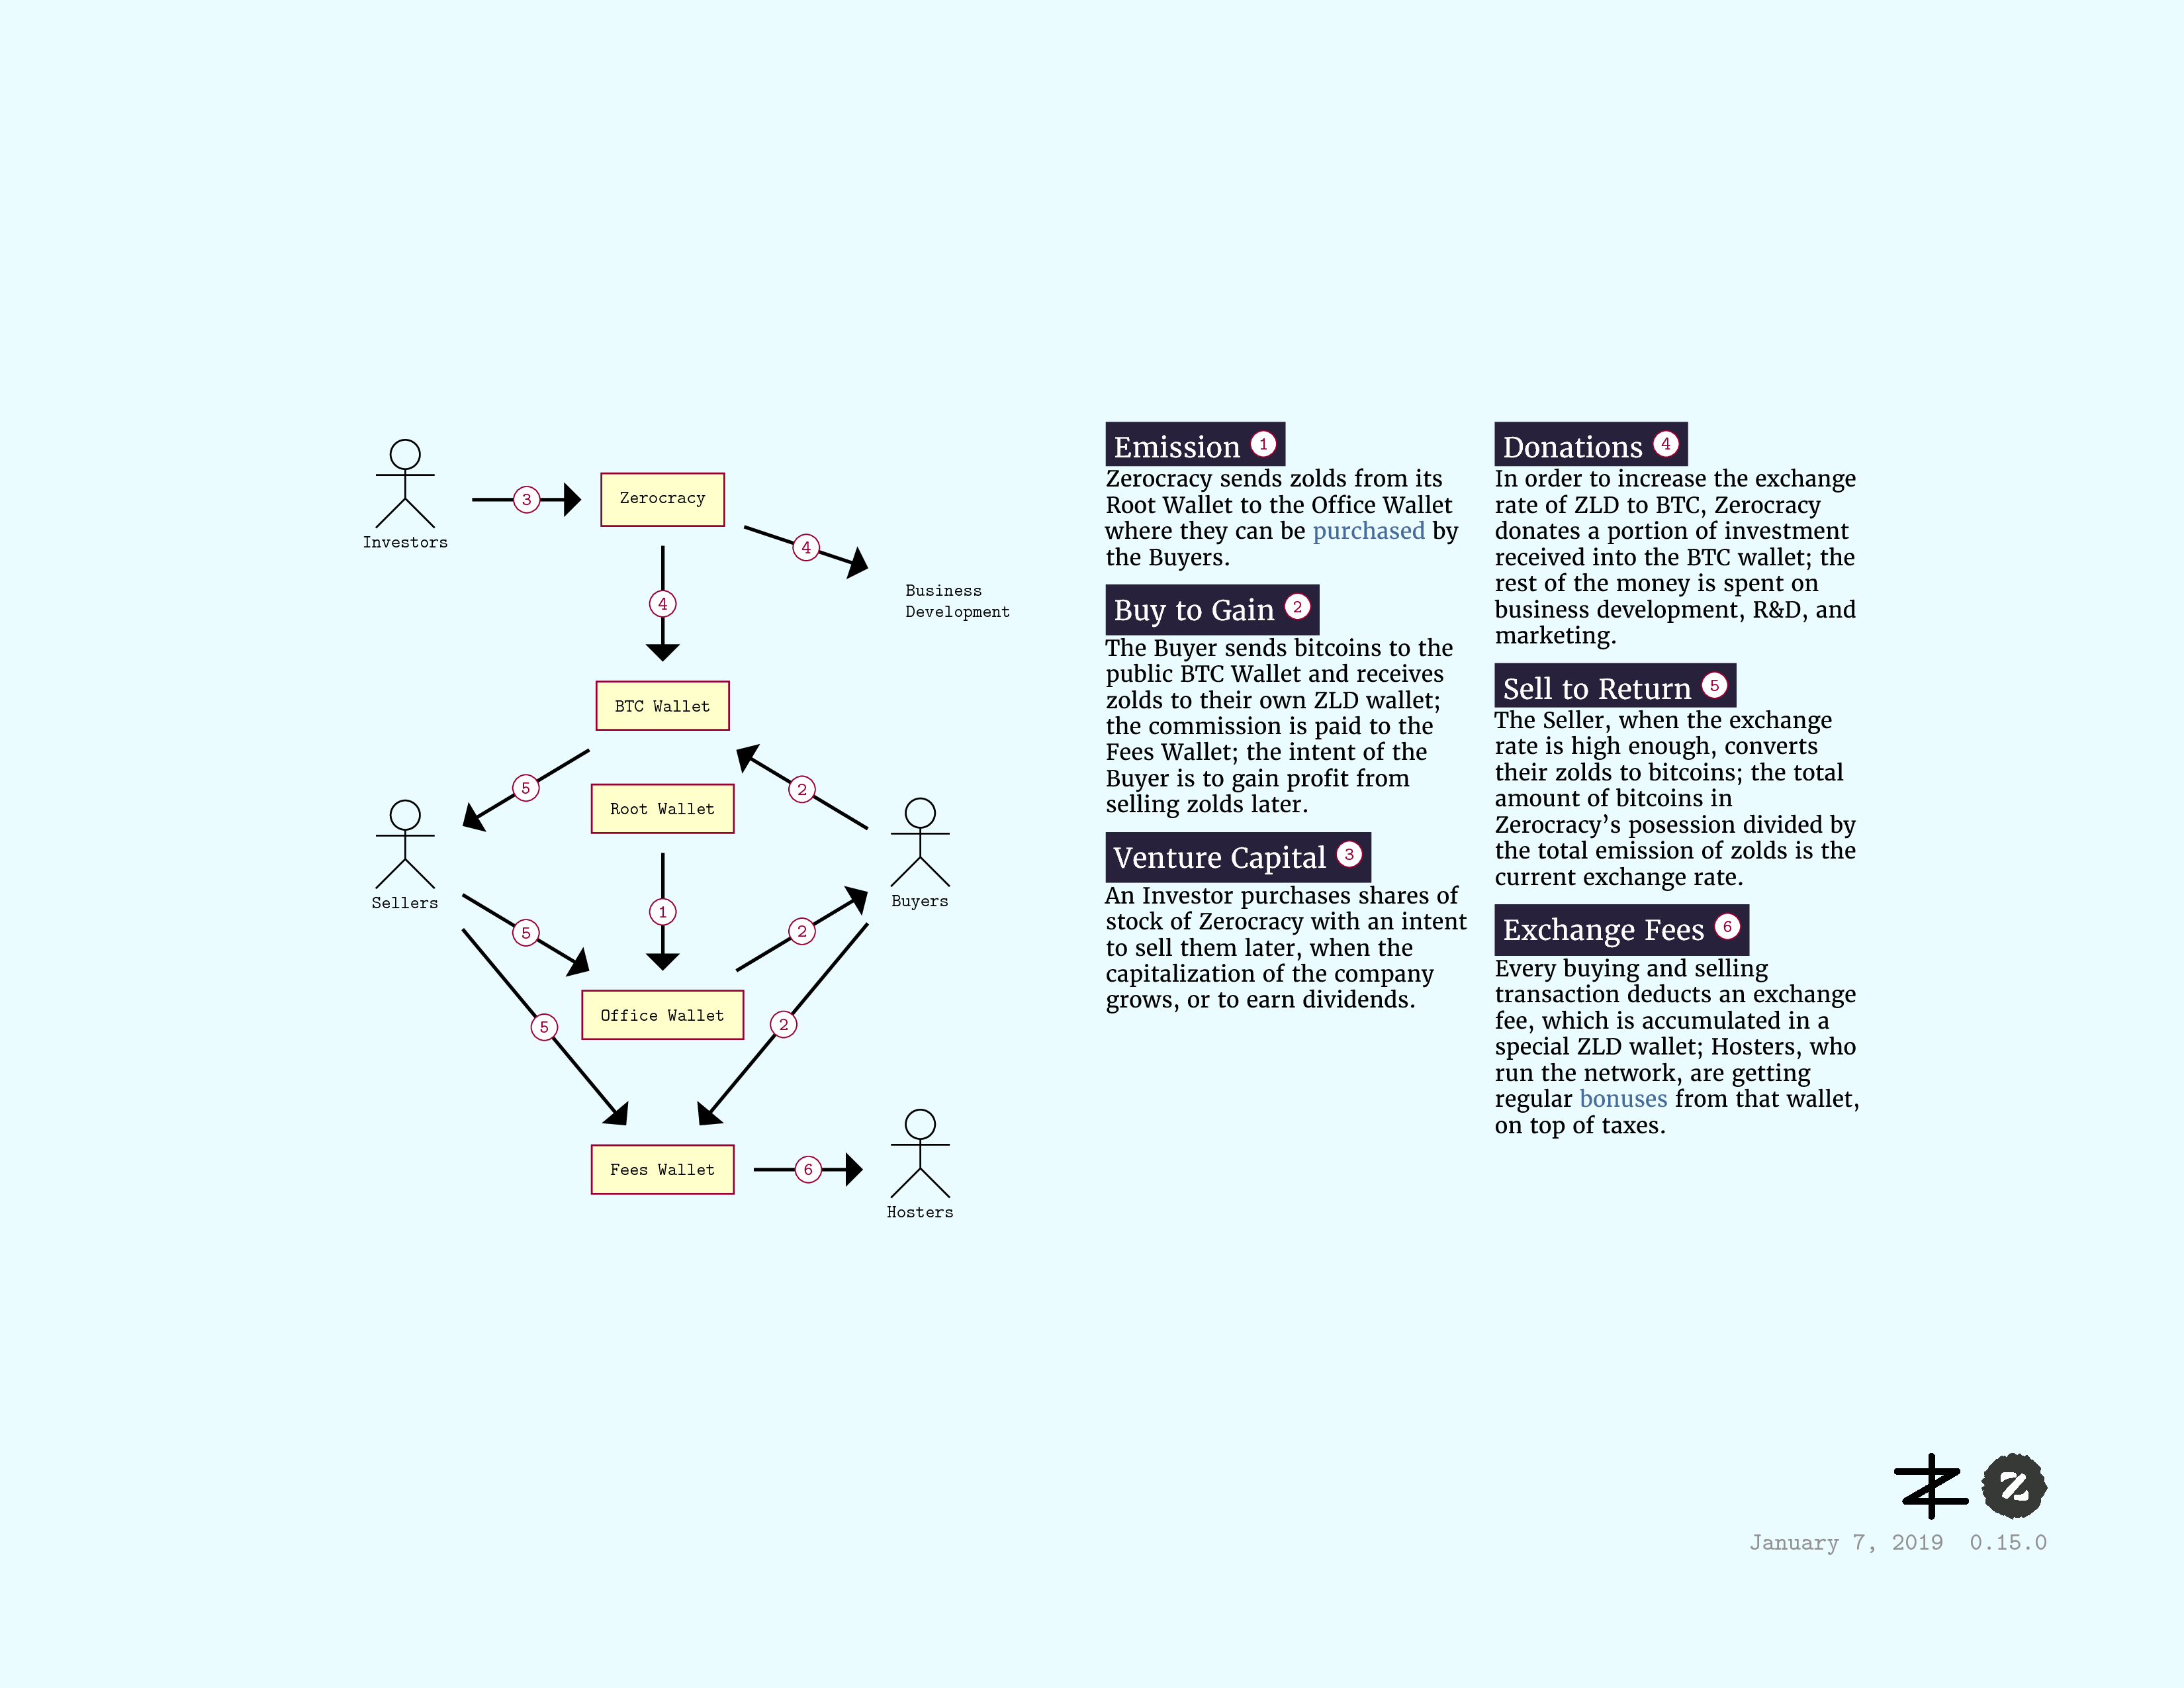 Investors
3
Zerocracy
4
4
Business
Development
BTC Wallet
5
2
Root Wallet
Sellers
Buyers
5
1
2
Office Wallet
5
2
Fees Wallet
6
Hosters
Emission 1
Zerocracy sends zolds from its
Root Wallet to the Office Wallet
where they can be purchased by
the Buyers.
Buy to Gain 2
The Buyer sends bitcoins to the
public BTC Wallet and receives
zolds to their own ZLD wallet;
the commission is paid to the
Fees Wallet; the intent of the
Buyer is to gain profit from
selling zolds later.
Venture Capital 3
An Investor purchases shares of
stock of Zerocracy with an intent
to sell them later, when the
capitalization of the company
grows, or to earn dividends.
Donations 4
In order to increase the exchange
rate of ZLD to BTC, Zerocracy
donates a portion of investment
received into the BTC wallet; the
rest of the money is spent on
business development, R&D, and
marketing.
Sell to Return 5
The Seller, when the exchange
rate is high enough, converts
their zolds to bitcoins; the total
amount of bitcoins in
Zerocracy’s posession divided by
the total emission of zolds is the
current exchange rate.
Exchange Fees 6
Every buying and selling
transaction deducts an exchange
fee, which is accumulated in a
special ZLD wallet; Hosters, who
run the network, are getting
regular bonuses from that wallet,
on top of taxes.
Z
January 7, 2019 0.15.0